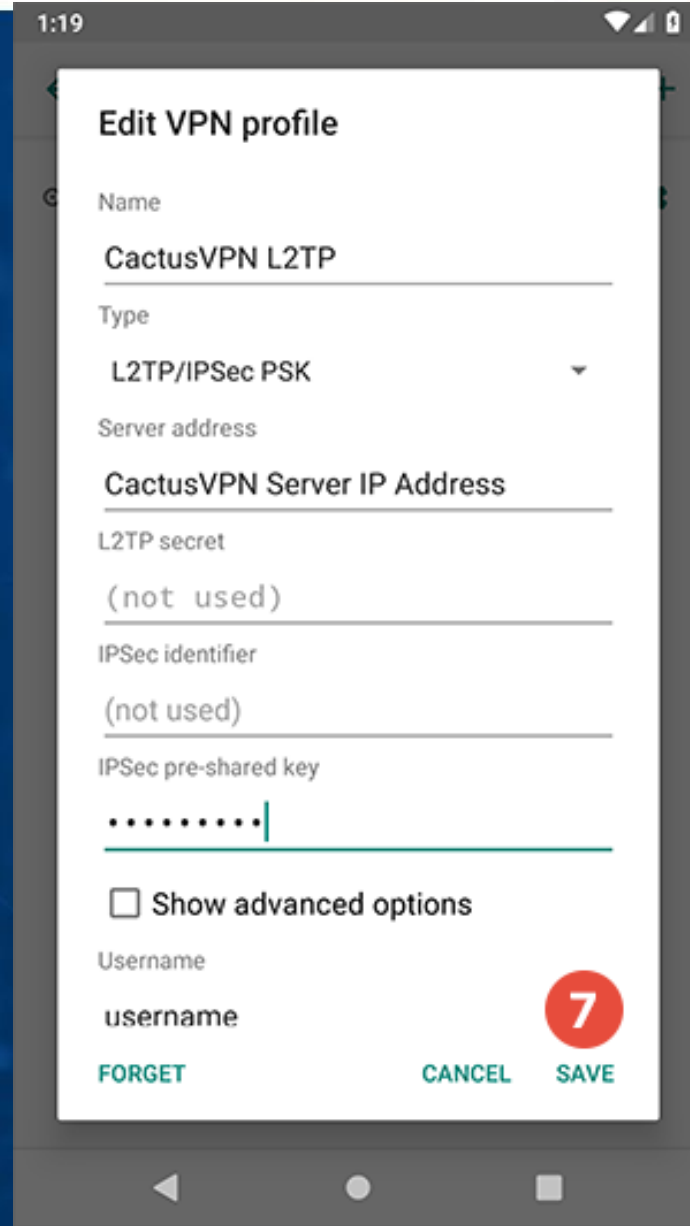 1:19
Edit VPN profile
Name
CactusVPN L2TP
Type
L2TP/IPSec PSK
Server address
CactusVPN Server IP Address
L2TP secret
(not used)
IPSec identifier
(not used)
IPSec pre-shared key
•••••••••
Show advanced options
Username
username
7
FORGET CANCEL SAVE